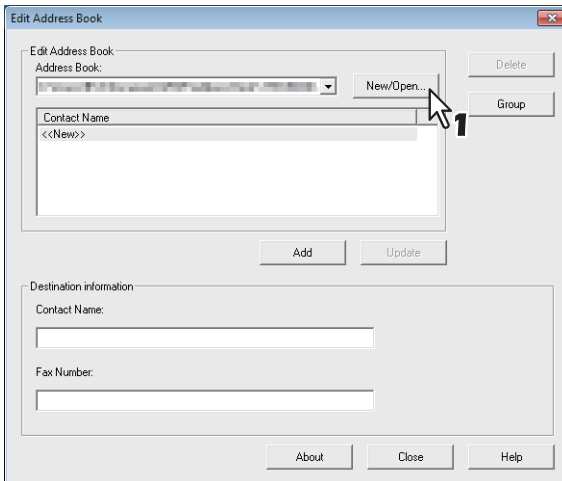 Edit Address Book
Edit Address Book
Address Book:
New/Open...
Delete
Group
1
Contact Name
<<New>>
Add
Update
Destination information
Contact Name:
Fax Number:
About
Close
Help